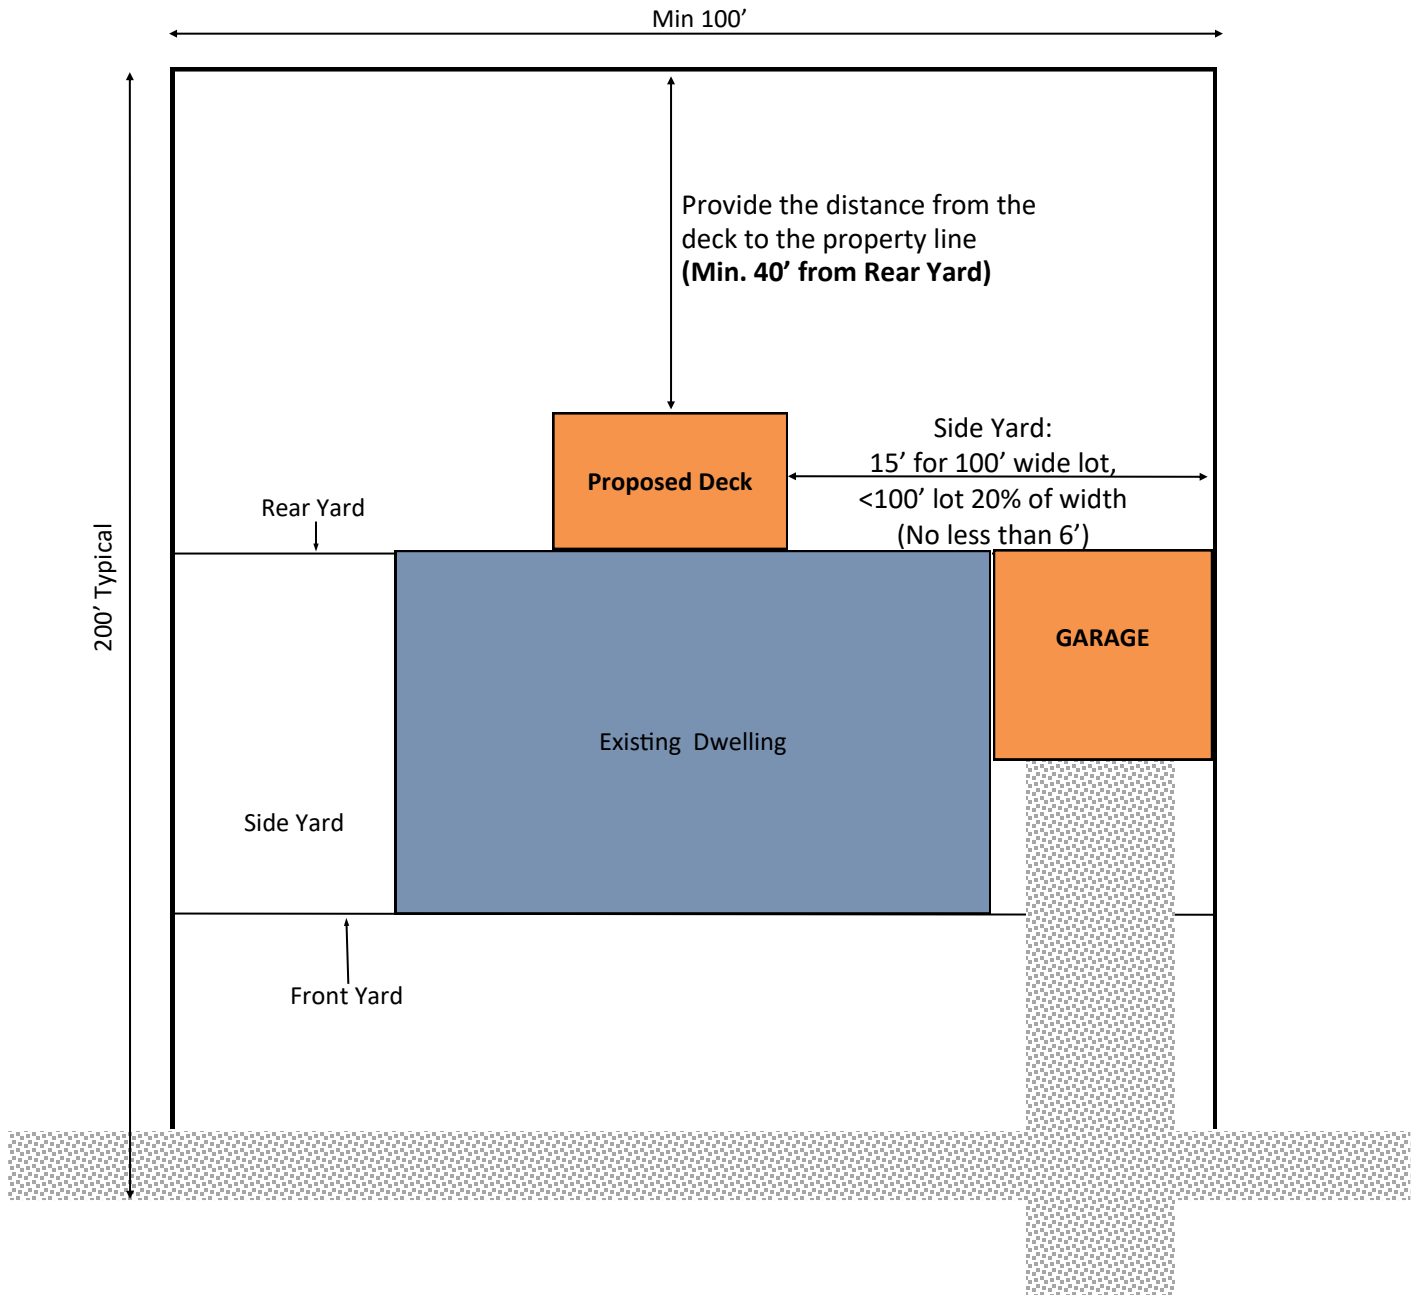 Min 100’
Provide the distance from the
deck to the property line
(Min. 40’ from Rear Yard)
Side Yard:
15’ for 100’ wide lot,
<100’ lot 20% of width
(No less than 6’)
Proposed Deck
Rear Yard
200’ Typical
GARAGE
Existing  Dwelling
Side Yard
Front Yard